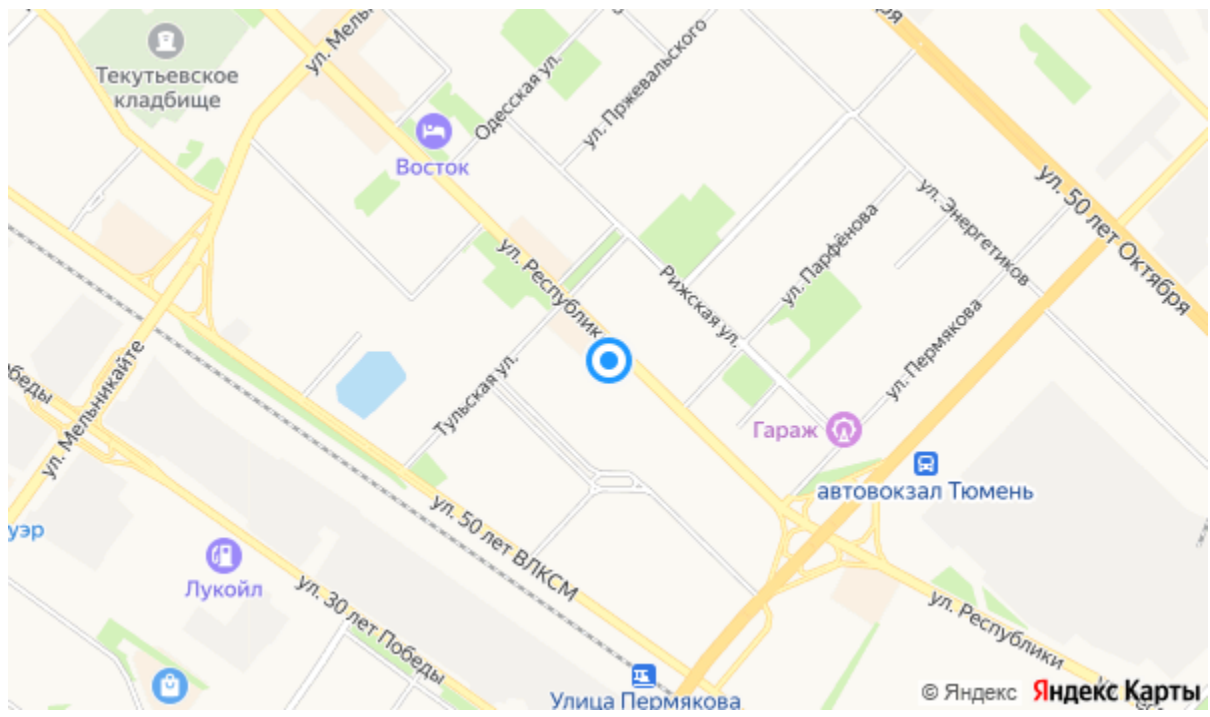 ул. Мельн
Текутьевское
кладбище
Одесская ул.
ул. Пржевальского
Восток
ул. 50 лет Октября
ул. Энергетиков
ул. Парфёнова
ул. Республик
Рижская ул.
ул. Пермякова
ул. Мельникайте
обеды
Тульская ул.
Гараж
автовокзал Тюмень
ул. 50 лет ВЛКСМ
уэр
Лукойл
ул. 30 лет Победы
ул. Республики
Улица Пермякова
© Яндекс Яндекс Карты